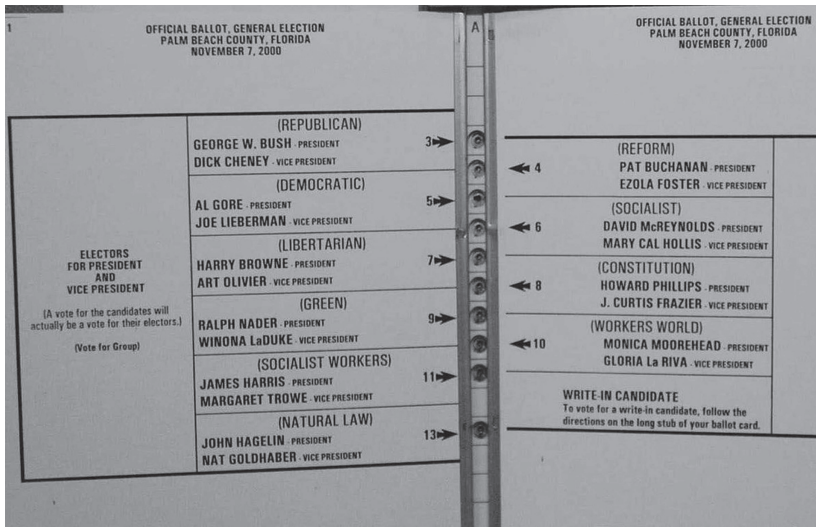 1
OFFICIAL BALLOT, GENERAL ELECTION
PALM BEACH COUNTY, FLORIDA
NOVEMBER 7, 2000
ELECTORS
FOR PRESIDENT
AND
VICE PRESIDENT
(A vote for the candidates will
actually be a vote for their electors.)
(Vote for Group)
(REPUBLICAN)
GEORGE W. BUSH - PRESIDENT
DICK CHENEY - VICE PRESIDENT
3
(DEMOCRATIC)
AL GORE - PRESIDENT
JOE LIEBERMAN - VICE PRESIDENT
5
(LIBERTARIAN)
HARRY BROWNE - PRESIDENT
ART OLIVIER - VICE PRESIDENT
7
(GREEN)
RALPH NADER - PRESIDENT
WINONA LaDUKE - VICE PRESIDENT
9
(SOCIALIST WORKERS)
JAMES HARRIS - PRESIDENT
MARGARET TROWE - VICE PRESIDENT
11
(NATURAL LAW)
JOHN HAGELIN - PRESIDENT
NAT GOLDHABER - VICE PRESIDENT
13
A
OFFICIAL BALLOT, GENERAL ELECTION
PALM BEACH COUNTY, FLORIDA
NOVEMBER 7, 2000
(REFORM)
4 PAT BUCHANAN - PRESIDENT
EZOLA FOSTER - VICE PRESIDENT
(SOCIALIST)
6 DAVID McREYNOLDS - PRESIDENT
MARY CAL HOLLIS - VICE PRESIDENT
(CONSTITUTION)
8 HOWARD PHILLIPS - PRESIDENT
J. CURTIS FRAZIER - VICE PRESIDENT
(WORKERS WORLD)
10 MONICA MOOREHEAD - PRESIDENT
GLORIA La RIVA - VICE PRESIDENT
WRITE-IN CANDIDATE
To vote for a write-in candidate, follow the
directions on the long stub of your ballot card.